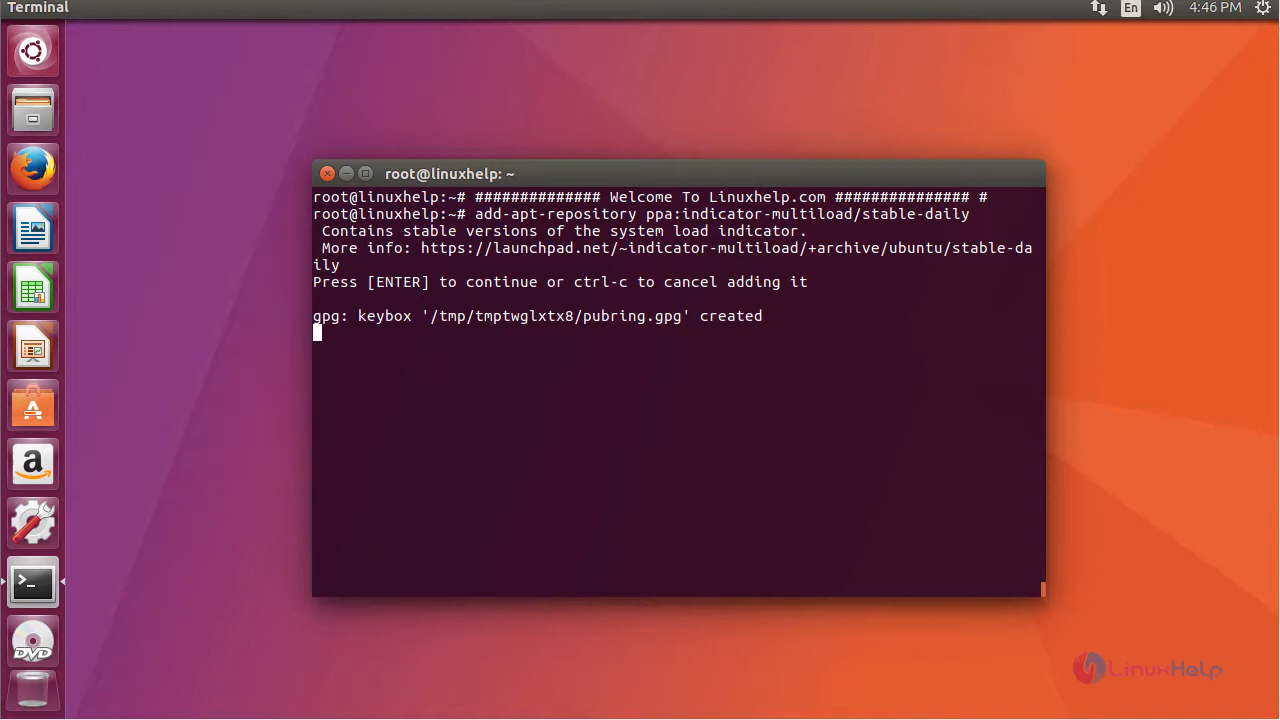 Terminal
En
4:46 PM
root@linuxhelp: ~
root@linuxhelp:~# ############## Welcome To Linuxhelp.com ############### #
root@linuxhelp:~# add-apt-repository ppa:indicator-multiload/stable-daily
Contains stable versions of the system load indicator.
More info: https://launchpad.net/~indicator-multiload/+archive/ubuntu/stable-da
ily
Press [ENTER] to continue or ctrl-c to cancel adding it
gpg: keybox '/tmp/tmptwglxtx8/pubring.gpg' created
A
a
>_
DVD
LinuxHelp